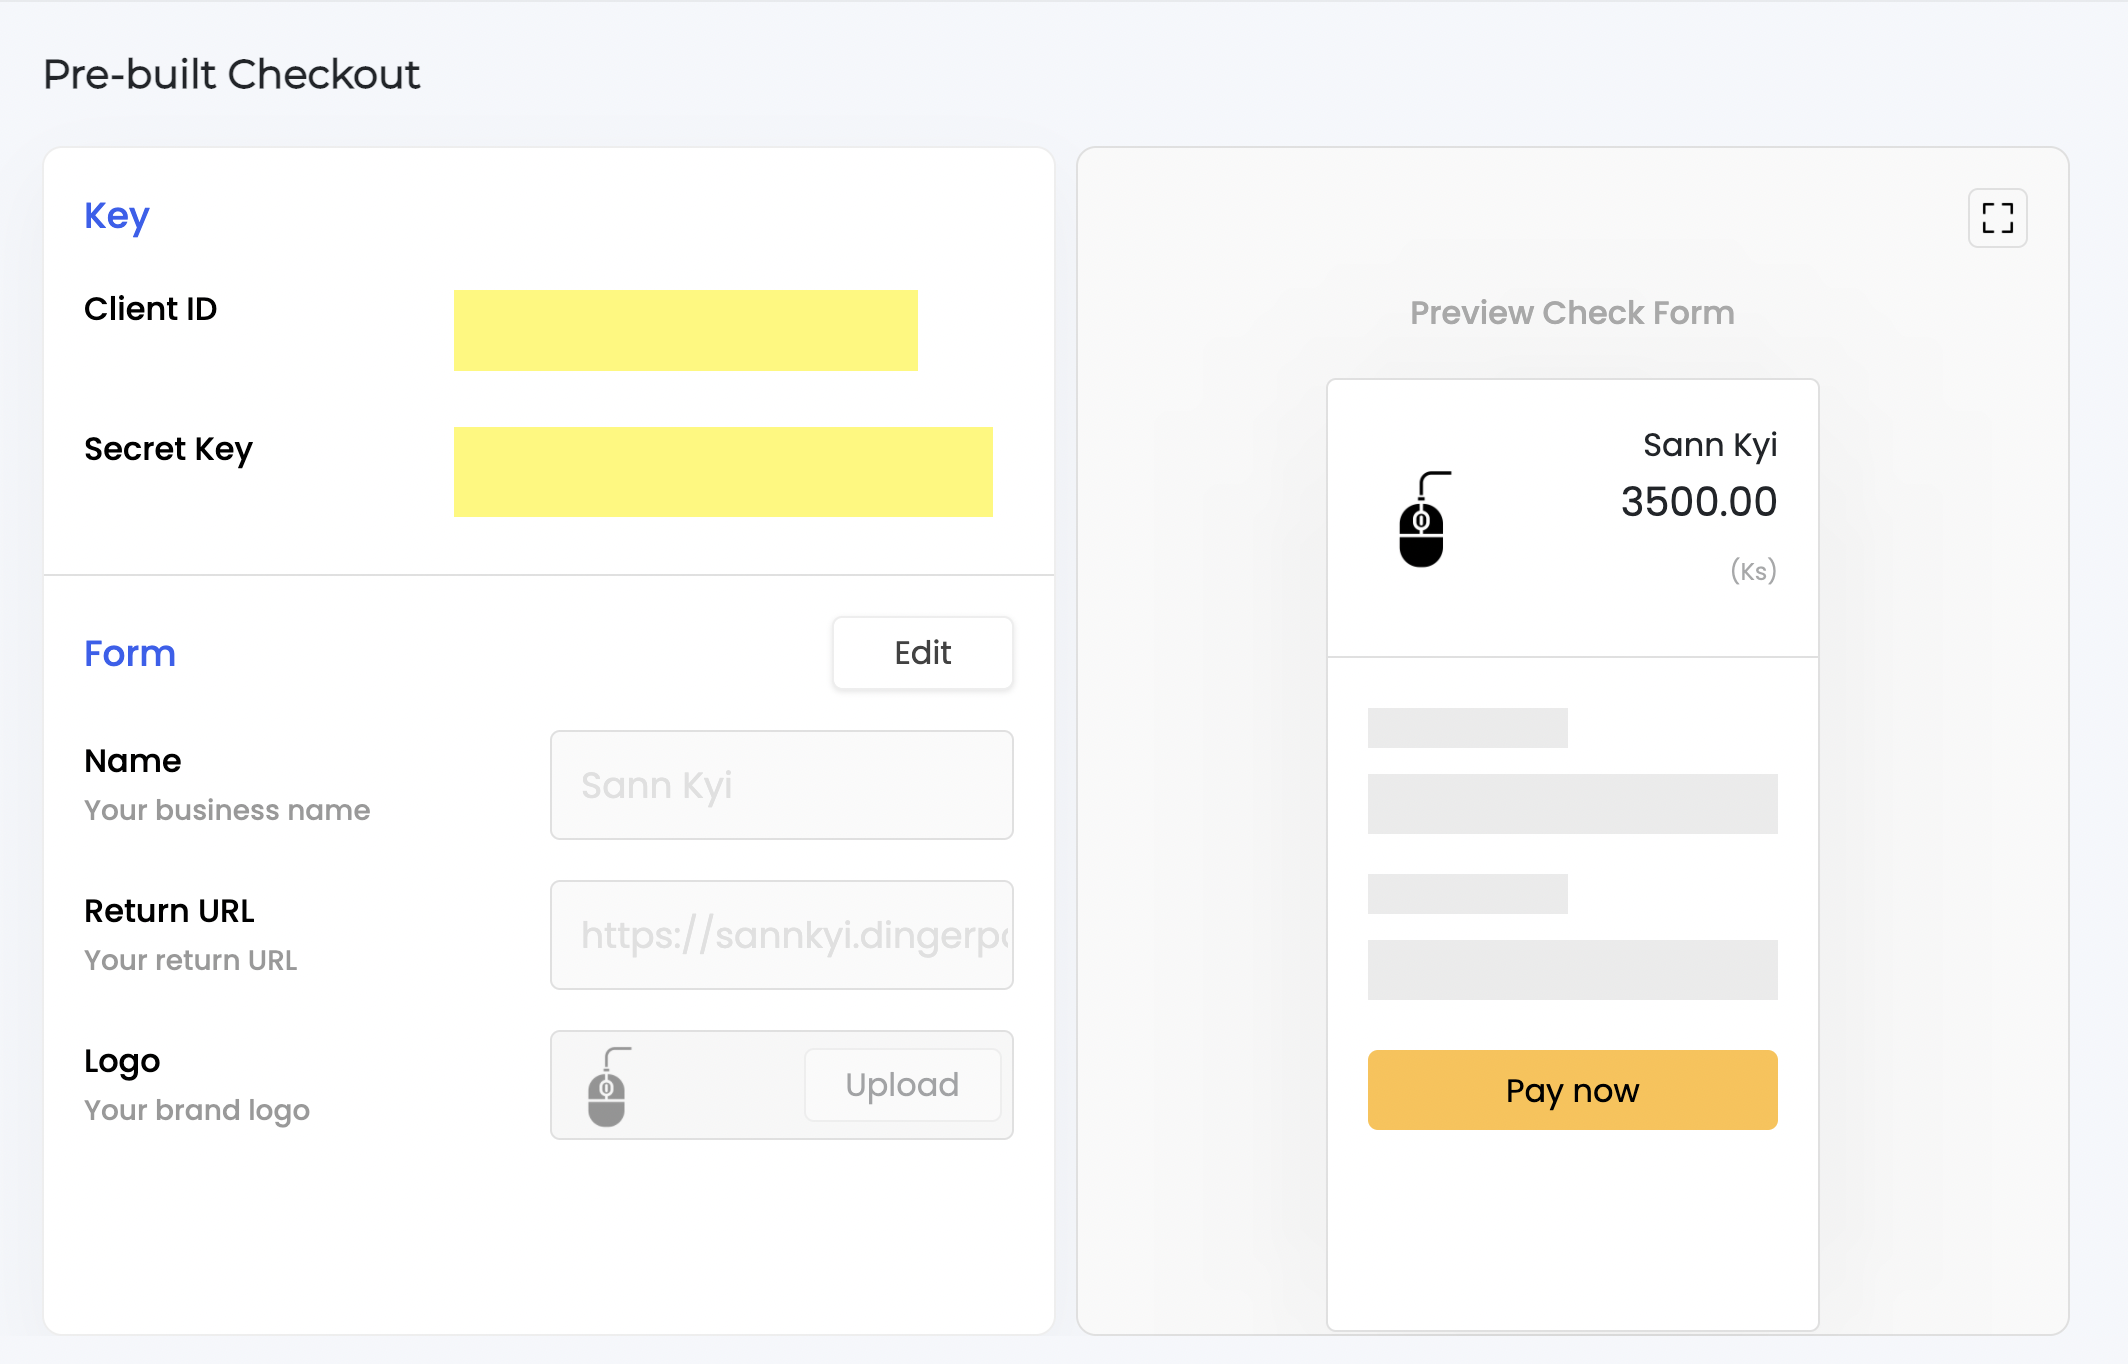 Pre-built Checkout
Key
Client ID
Secret Key
Form
Edit
Name
Your business name
Sann Kyi
Return URL
Your return URL
https://sannkyi.dingerpa
Logo
Your brand logo
Upload
Preview Check Form
Sann Kyi
3500.00
(Ks)
Pay now